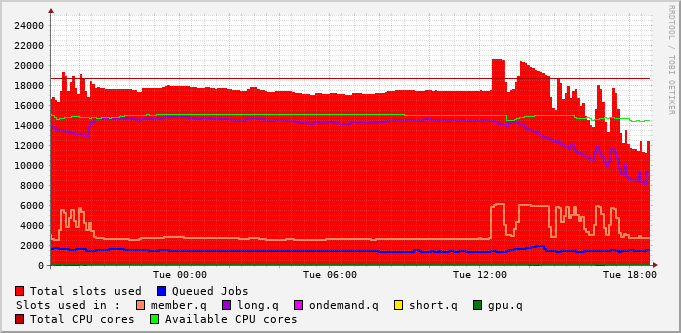 24000
22000
20000
18000
16000
14000
12000
10000
8000
6000
4000
2000
0
Tue 00:00 Tue 06:00 Tue 12:00 Tue 18:00
Total slots used Queued Jobs
Slots used in : member.q long.q ondemand.q short.q gpu.q
Total CPU cores Available CPU cores
RRDTOOL / TOBI OETIKER